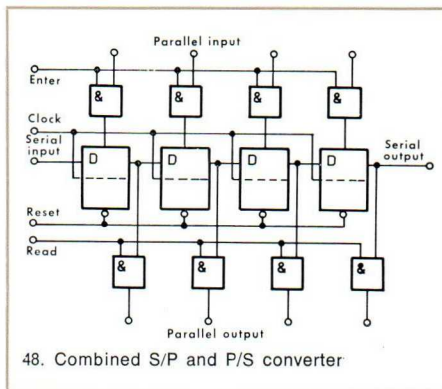 Parallel input
Enter
& & & &
Clock
Serial input
D D D D
Serial output
Reset
Read
& & & &
Parallel output
48. Combined S/P and P/S converter